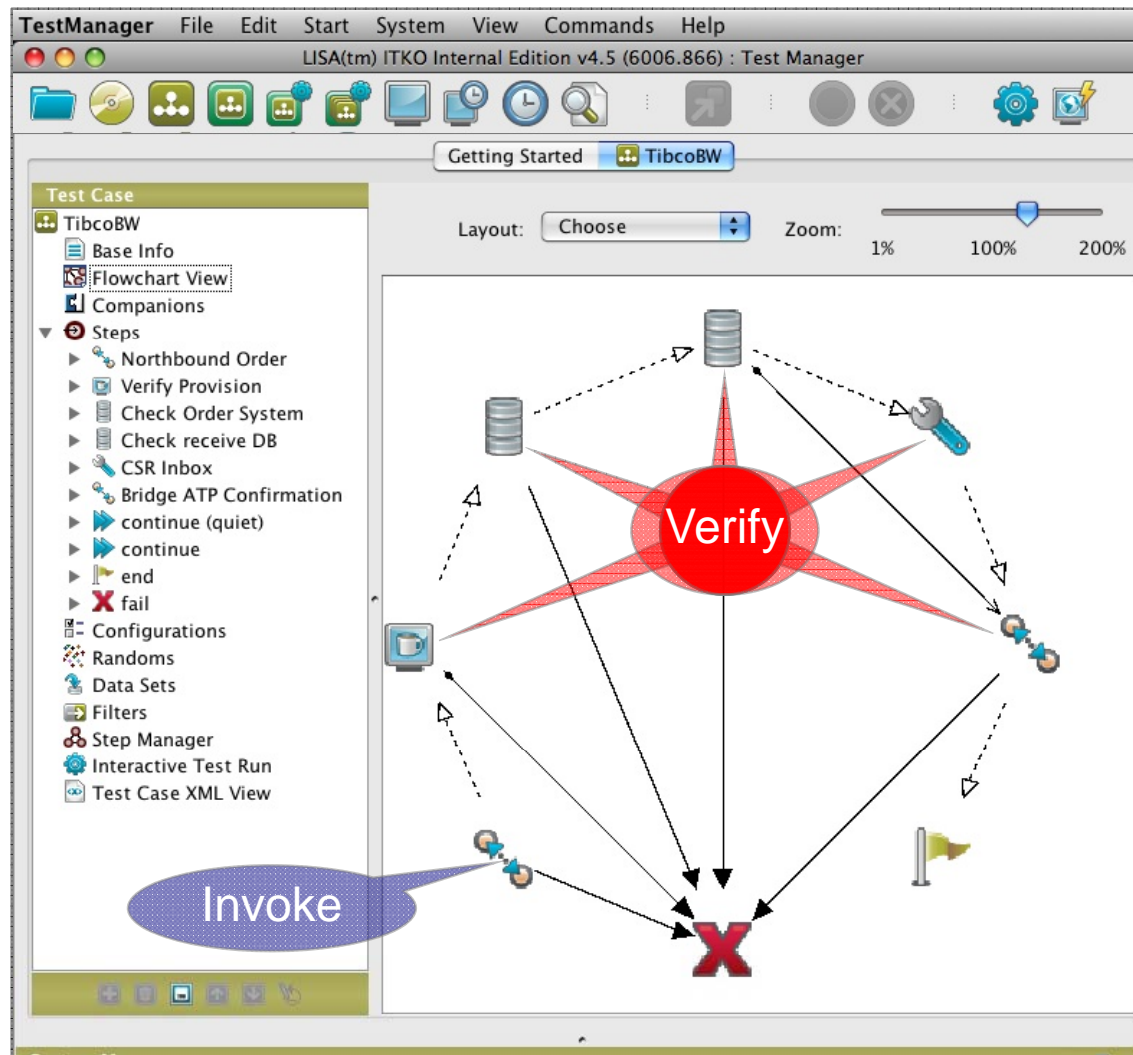 TestManager File Edit Start System View Commands Help
LISA(tm) ITKO Internal Edition v4.5 (6006.866) : Test Manager
Getting Started TibcoBW
Test Case
TibcoBW
Base Info
Flowchart View
Companions
Steps
Northbound Order
Verify Provision
Check Order System
Check receive DB
CSR Inbox
Bridge ATP Confirmation
continue (quiet)
continue
end
fail
Configurations
Randoms
Data Sets
Filters
Step Manager
Interactive Test Run
Test Case XML View
Layout: Choose Zoom:
1% 100% 200%
Verify
Invoke